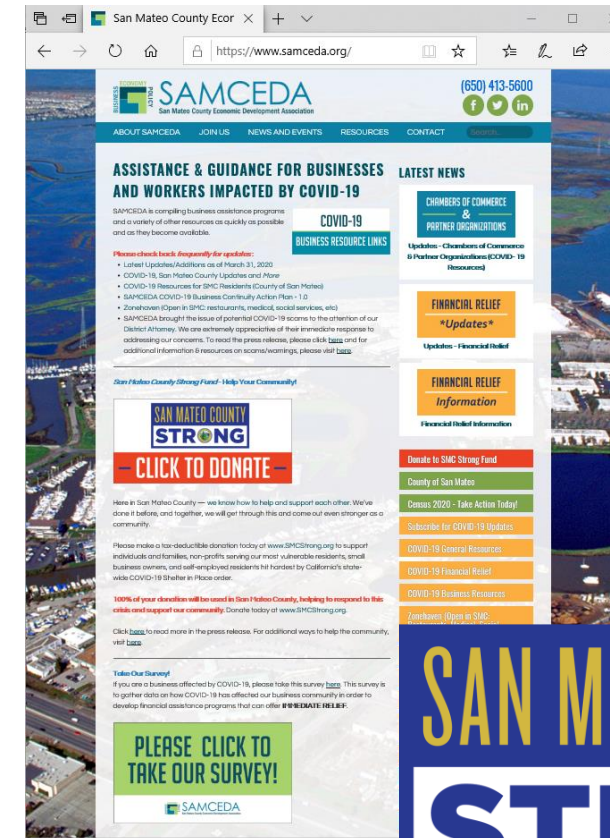 San Mateo County Econ
https://www.samceda.org/
BUSINESS
ECONOMY
POLICY
SAMCEDA
San Mateo County Economic Development Association
(650) 413-5600
ABOUT SAMCEDA JOIN US NEWS AND EVENTS RESOURCES CONTACT Search...
ASSISTANCE & GUIDANCE FOR BUSINESSES
AND WORKERS IMPACTED BY COVID-19
SAMCEDA is compiling business assistance programs
and a variety of other resources as quickly as possible
and as they become available.
COVID-19
BUSINESS RESOURCE LINKS
Please check back frequently for updates:
• Latest Updates/Additions as of March 31, 2020
• COVID-19, San Mateo County Updates and More
• COVID-19 Resources for SMC Residents (County of San Mateo)
• SAMCEDA COVID-19 Business Continuity Action Plan - 1.0
• Zonehaven (Open in SMC: restaurants, medical, social services, etc)
• SAMCEDA brought the issue of potential COVID-19 scams to the attention of our
District Attorney. We are extremely appreciative of their immediate response to
addressing our concerns. To read the press release, please click here and for
additional information & resources on scams/warnings, please visit here.
San Mateo County Strong Fund - Help Your Community!
SAN MATEO COUNTY
STRONG
– CLICK TO DONATE –
Here in San Mateo County — we know how to help and support each other. We've
done it before, and together, we will get through this and come out even stronger as a
community.
Please make a tax-deductible donation today at www.SMCStrong.org to support
individuals and families, non-profits serving our most vulnerable residents, small
business owners, and self-employed residents hit hardest by California's state-
wide COVID-19 Shelter in Place order.
100% of your donation will be used in San Mateo County, helping to respond to this
crisis and support our community. Donate today at www.SMCStrong.org.
Click here to read more in the press release. For additional ways to help the community,
visit here.
Take Our Survey!
If you are a business affected by COVID-19, please take this survey here. This survey is
to gather data on how COVID-19 has affected our business community in order to
develop financial assistance programs that can offer IMMEDIATE RELIEF.
PLEASE CLICK TO
TAKE OUR SURVEY!
SAMCEDA
LATEST NEWS
CHAMBERS OF COMMERCE
&
PARTNER ORGANIZATIONS
Updates - Chambers of Commerce
& Partner Organizations (COVID-19
Resources)
FINANCIAL RELIEF
*Updates*
Updates - Financial Relief
FINANCIAL RELIEF
Information
Financial Relief Information
Donate to SMC Strong Fund
County of San Mateo
Census 2020 - Take Action Today!
Subscribe for COVID-19 Updates
COVID-19 General Resources
COVID-19 Financial Relief
COVID-19 Business Resources
Zonehaven (Open in SMC:
SAN M